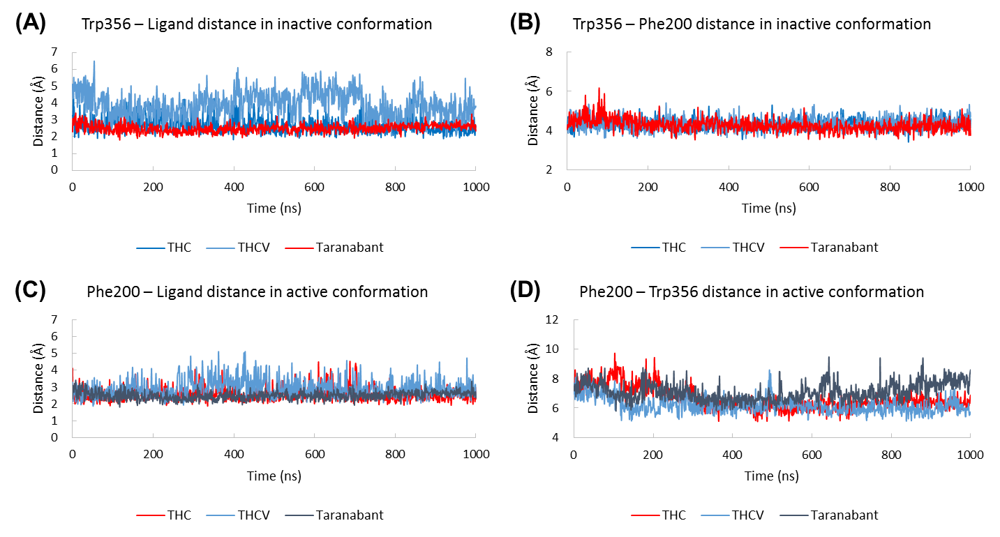 (A) Trp356 – Ligand distance in inactive conformation
7
6
5
4
3
2
1
0
Distance (Å)
0 200 400 600 800 1000
Time (ns)
THC THCV Taranabant
(B) Trp356 – Phe200 distance in inactive conformation
8
6
4
2
Distance (Å)
0 200 400 600 800 1000
Time (ns)
THC THCV Taranabant
(C) Phe200 – Ligand distance in active conformation
7
6
5
4
3
2
1
0
Distance (Å)
0 200 400 600 800 1000
Time (ns)
THC THCV Taranabant
(D) Phe200 – Trp356 distance in active conformation
12
10
8
6
4
Distance (Å)
0 200 400 600 800 1000
Time (ns)
THC THCV Taranabant